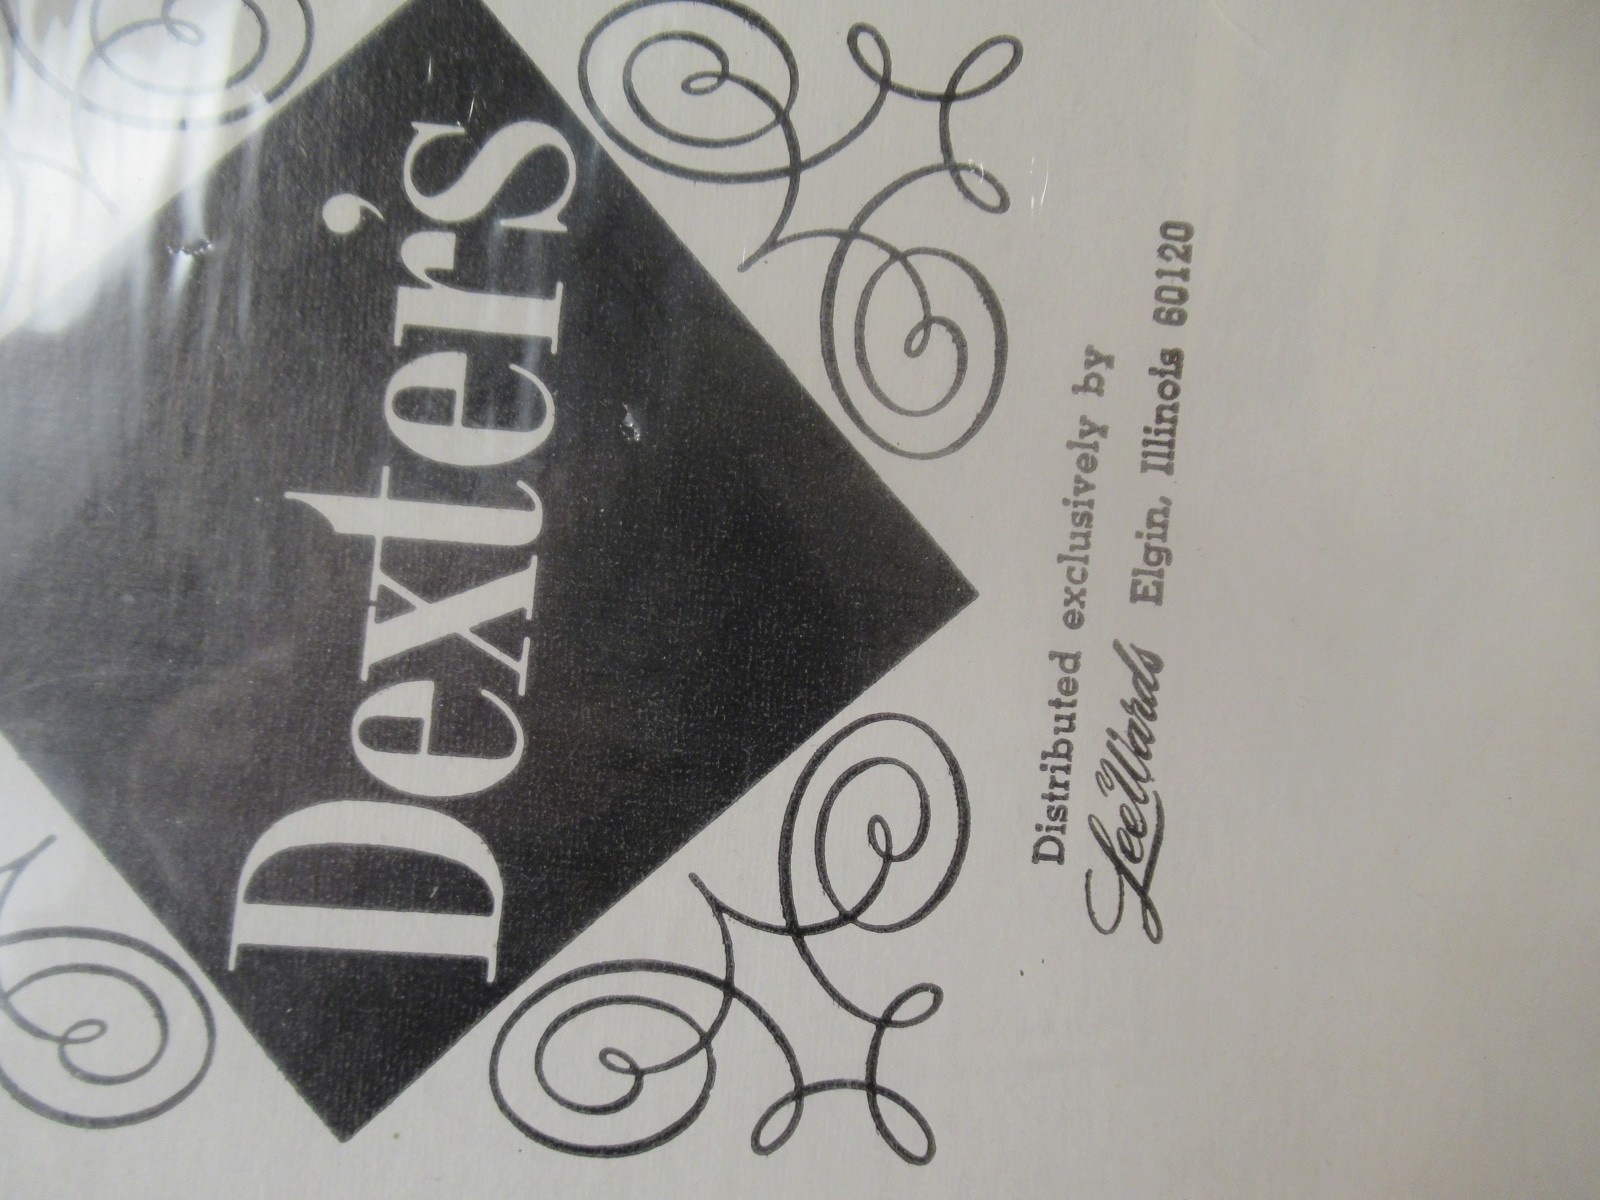 Dexter's
Distributed exclusively by
LeeWards Elgin, Illinois 60120